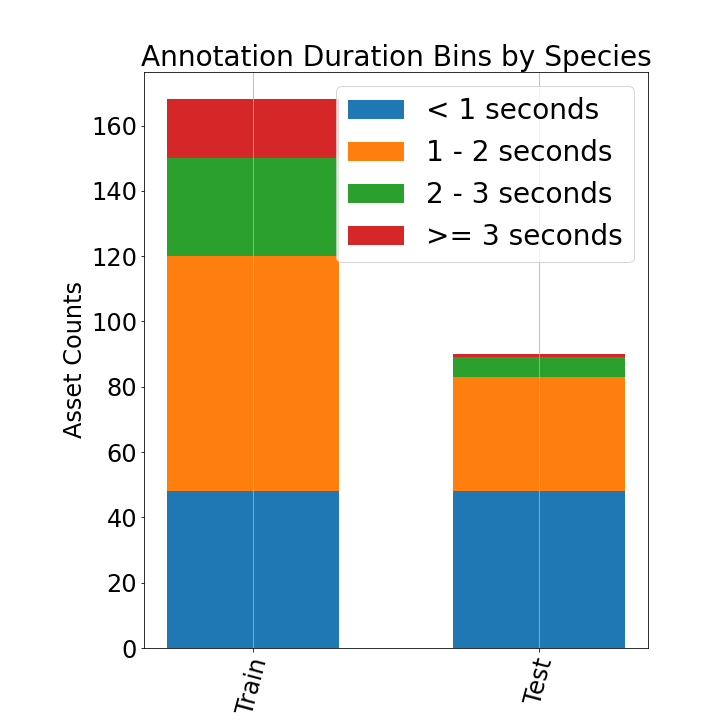 Annotation Duration Bins by Species
< 1 seconds
1 - 2 seconds
2 - 3 seconds
>= 3 seconds
Asset Counts
160
140
120
100
80
60
40
20
0
Train
Test